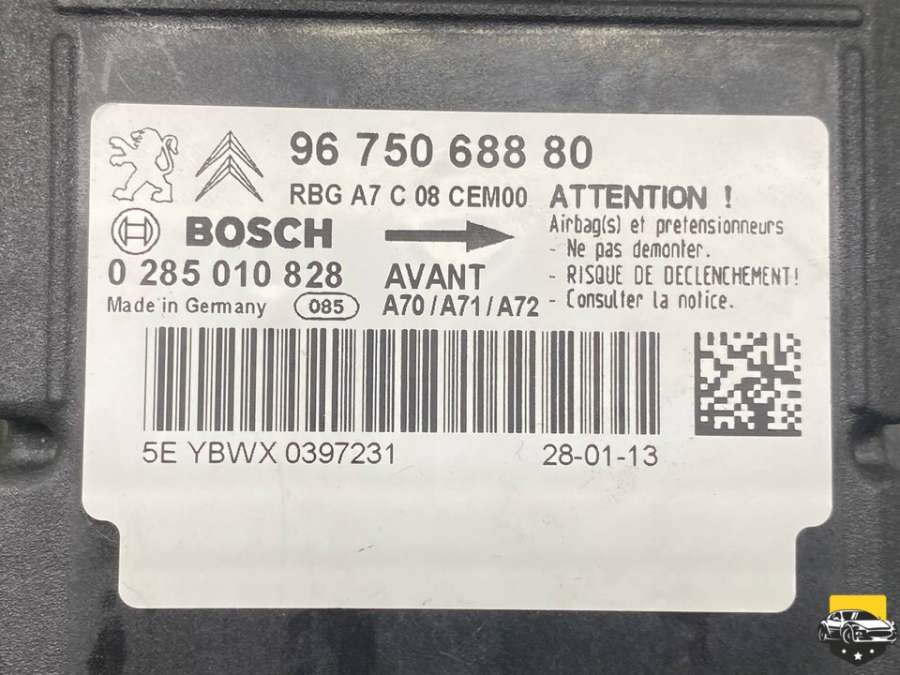 96 750 688 80
RBG A7 C 08 CEM00
BOSCH
0 285 010 828
Made in Germany
085
AVANT
A70/A71/A72
ATTENTION !
Airbag(s) et pretensionneurs
- Ne pas demonter.
- RISQUE DE DECLENCHEMENT!
- Consulter la notice.
5E YBWX 0397231
28-01-13